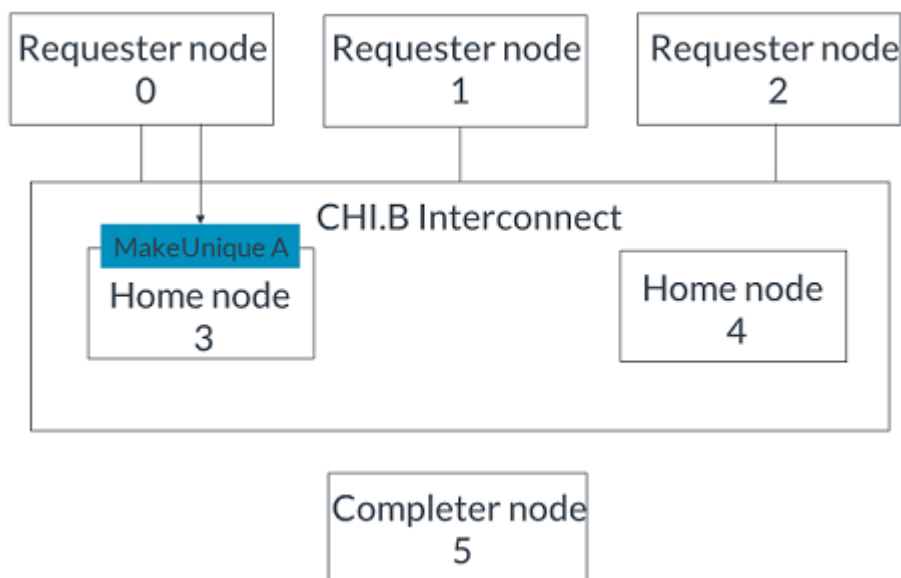 Requester node
0
Requester node
1
Requester node
2
CHI.B Interconnect
MakeUnique A
Home node
3
Home node
4
Completer node
5